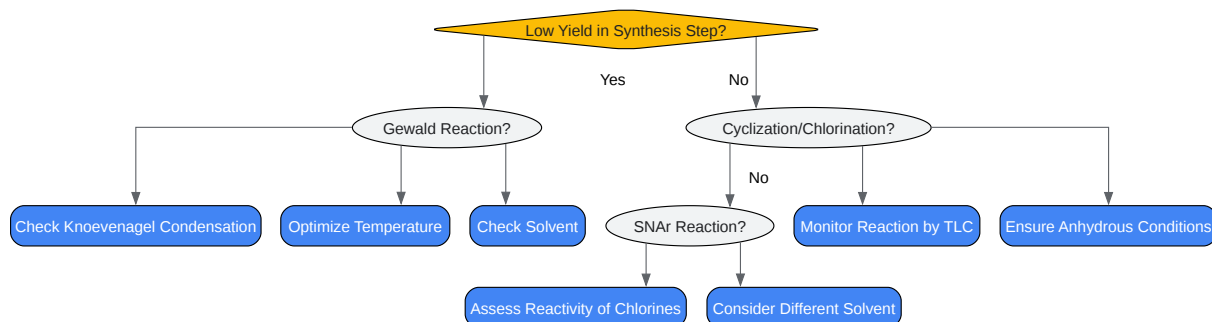 Low Yield in Synthesis Step?
Yes
No
Gewald Reaction?
Cyclization/Chlorination?
No
Check Knoevenagel Condensation
Optimize Temperature
Check Solvent
SNAr Reaction?
Monitor Reaction by TLC
Ensure Anhydrous Conditions
Assess Reactivity of Chlorines
Consider Different Solvent